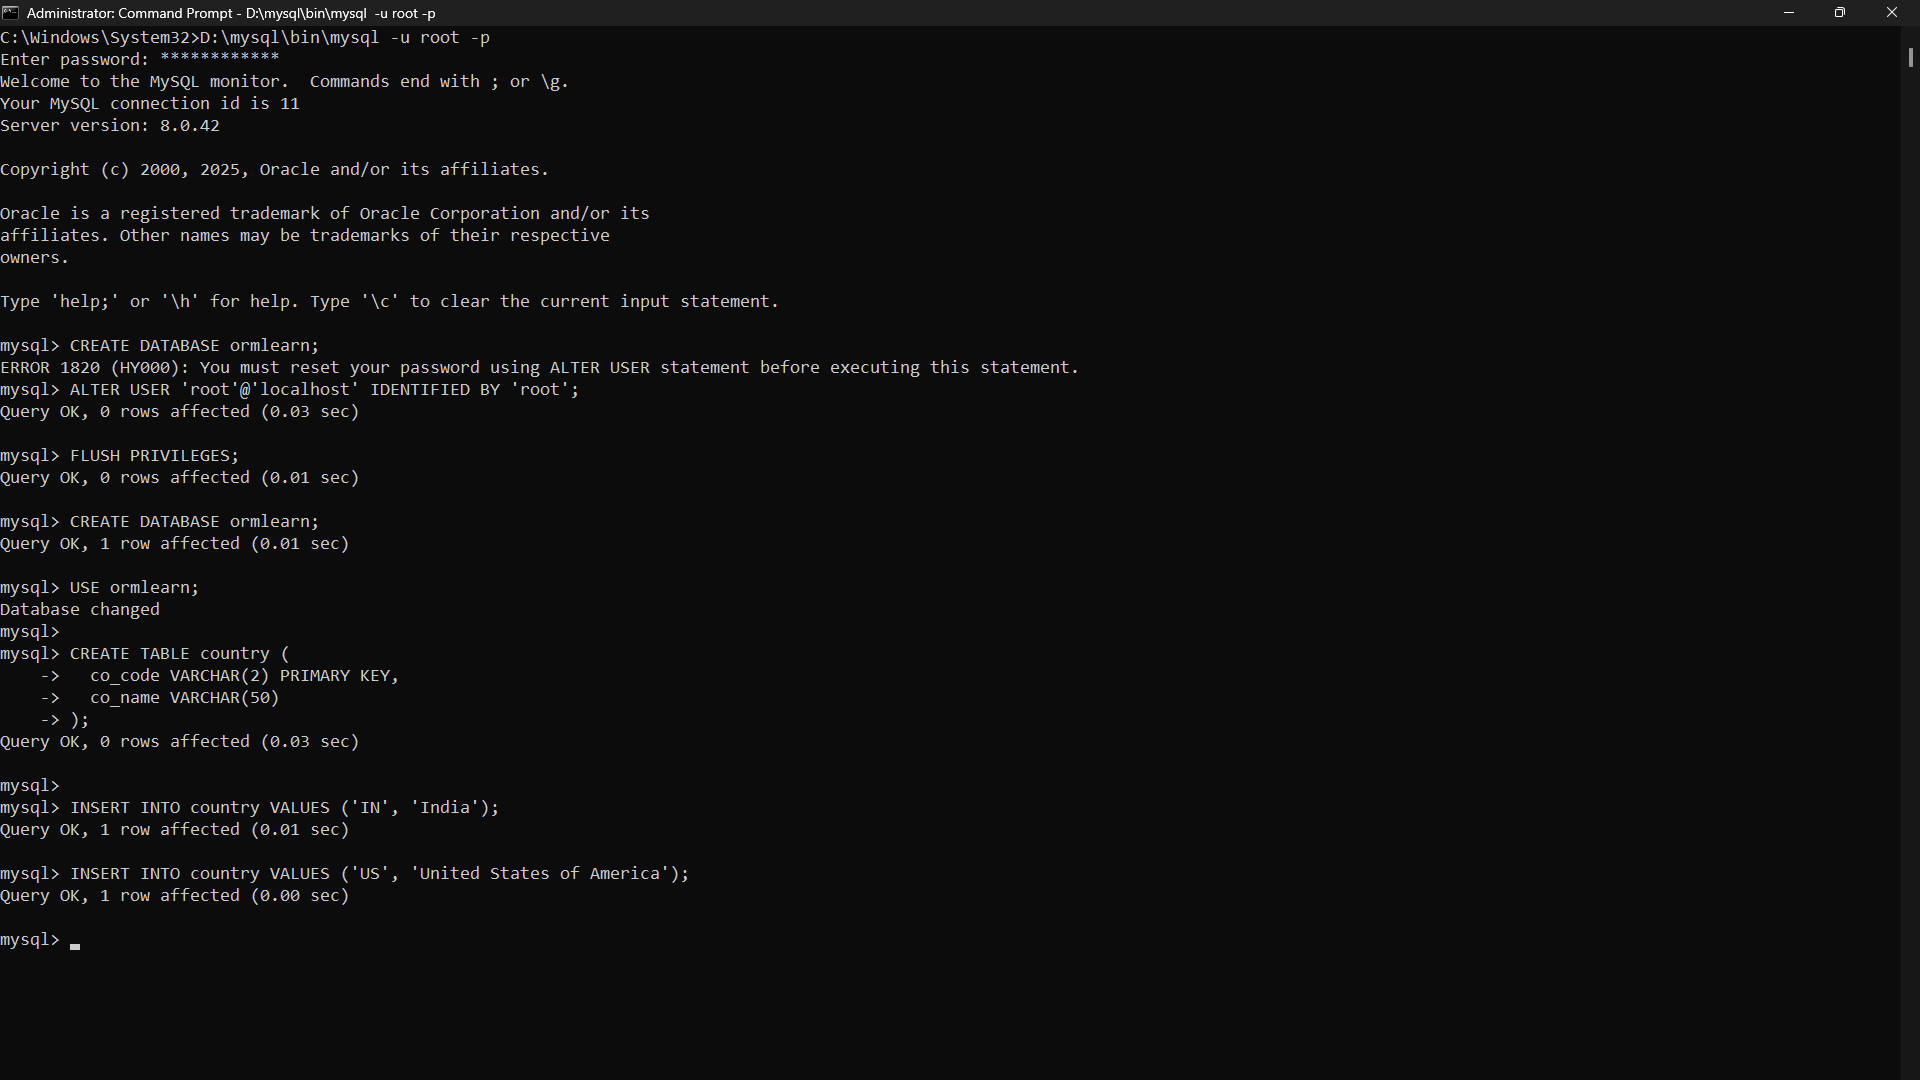 Administrator: Command Prompt - D:\mysql\bin\mysql  -u root -p
C:\Windows\System32>D:\mysql\bin\mysql -u root -p
Enter password: ************
Welcome to the MySQL monitor.  Commands end with ; or \g.
Your MySQL connection id is 11
Server version: 8.0.42
Copyright (c) 2000, 2025, Oracle and/or its affiliates.
Oracle is a registered trademark of Oracle Corporation and/or its
affiliates. Other names may be trademarks of their respective
owners.
Type 'help;' or '\h' for help. Type '\c' to clear the current input statement.
mysql> CREATE DATABASE ormlearn;
ERROR 1820 (HY000): You must reset your password using ALTER USER statement before executing this statement.
mysql> ALTER USER 'root'@'localhost' IDENTIFIED BY 'root';
Query OK, 0 rows affected (0.03 sec)
mysql> FLUSH PRIVILEGES;
Query OK, 0 rows affected (0.01 sec)
mysql> CREATE DATABASE ormlearn;
Query OK, 1 row affected (0.01 sec)
mysql> USE ormlearn;
Database changed
mysql>
mysql> CREATE TABLE country (
    ->   co_code VARCHAR(2) PRIMARY KEY,
    ->   co_name VARCHAR(50)
    -> );
Query OK, 0 rows affected (0.03 sec)
mysql>
mysql> INSERT INTO country VALUES ('IN', 'India');
Query OK, 1 row affected (0.01 sec)
mysql> INSERT INTO country VALUES ('US', 'United States of America');
Query OK, 1 row affected (0.00 sec)
mysql>